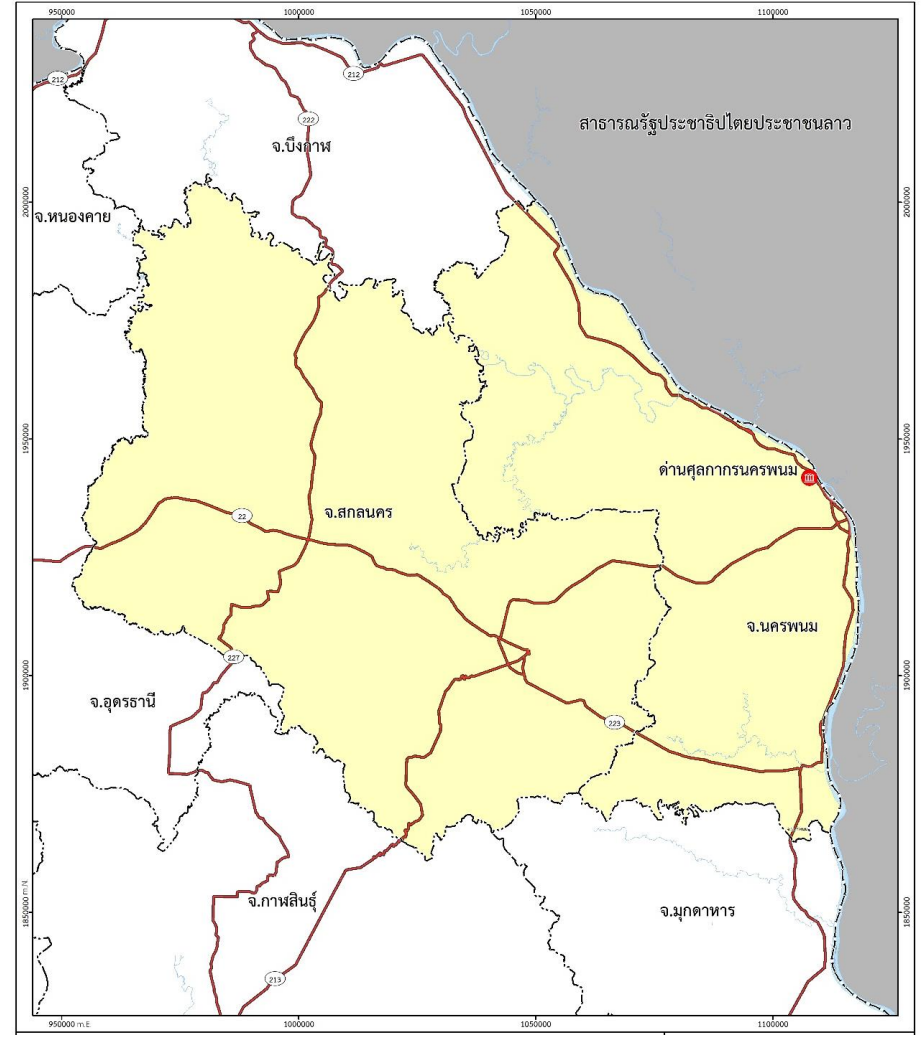 950000
1000000
1050000
1100000
212
212
222
สาธารณรัฐประชาธิปไตยประชาชนลาว
จ.บึงกาฬ
2000000
2000000
จ.หนองคาย
1950000
1950000
ด่านศุลกากรนครพนม
22
จ.สกลนคร
จ.นครพนม
227
1900000
1900000
จ.อุดรธานี
223
จ.กาฬสินธุ์
จ.มุกดาหาร
1850000 m.N
1850000
213
950000 m.E
1000000
1050000
1100000